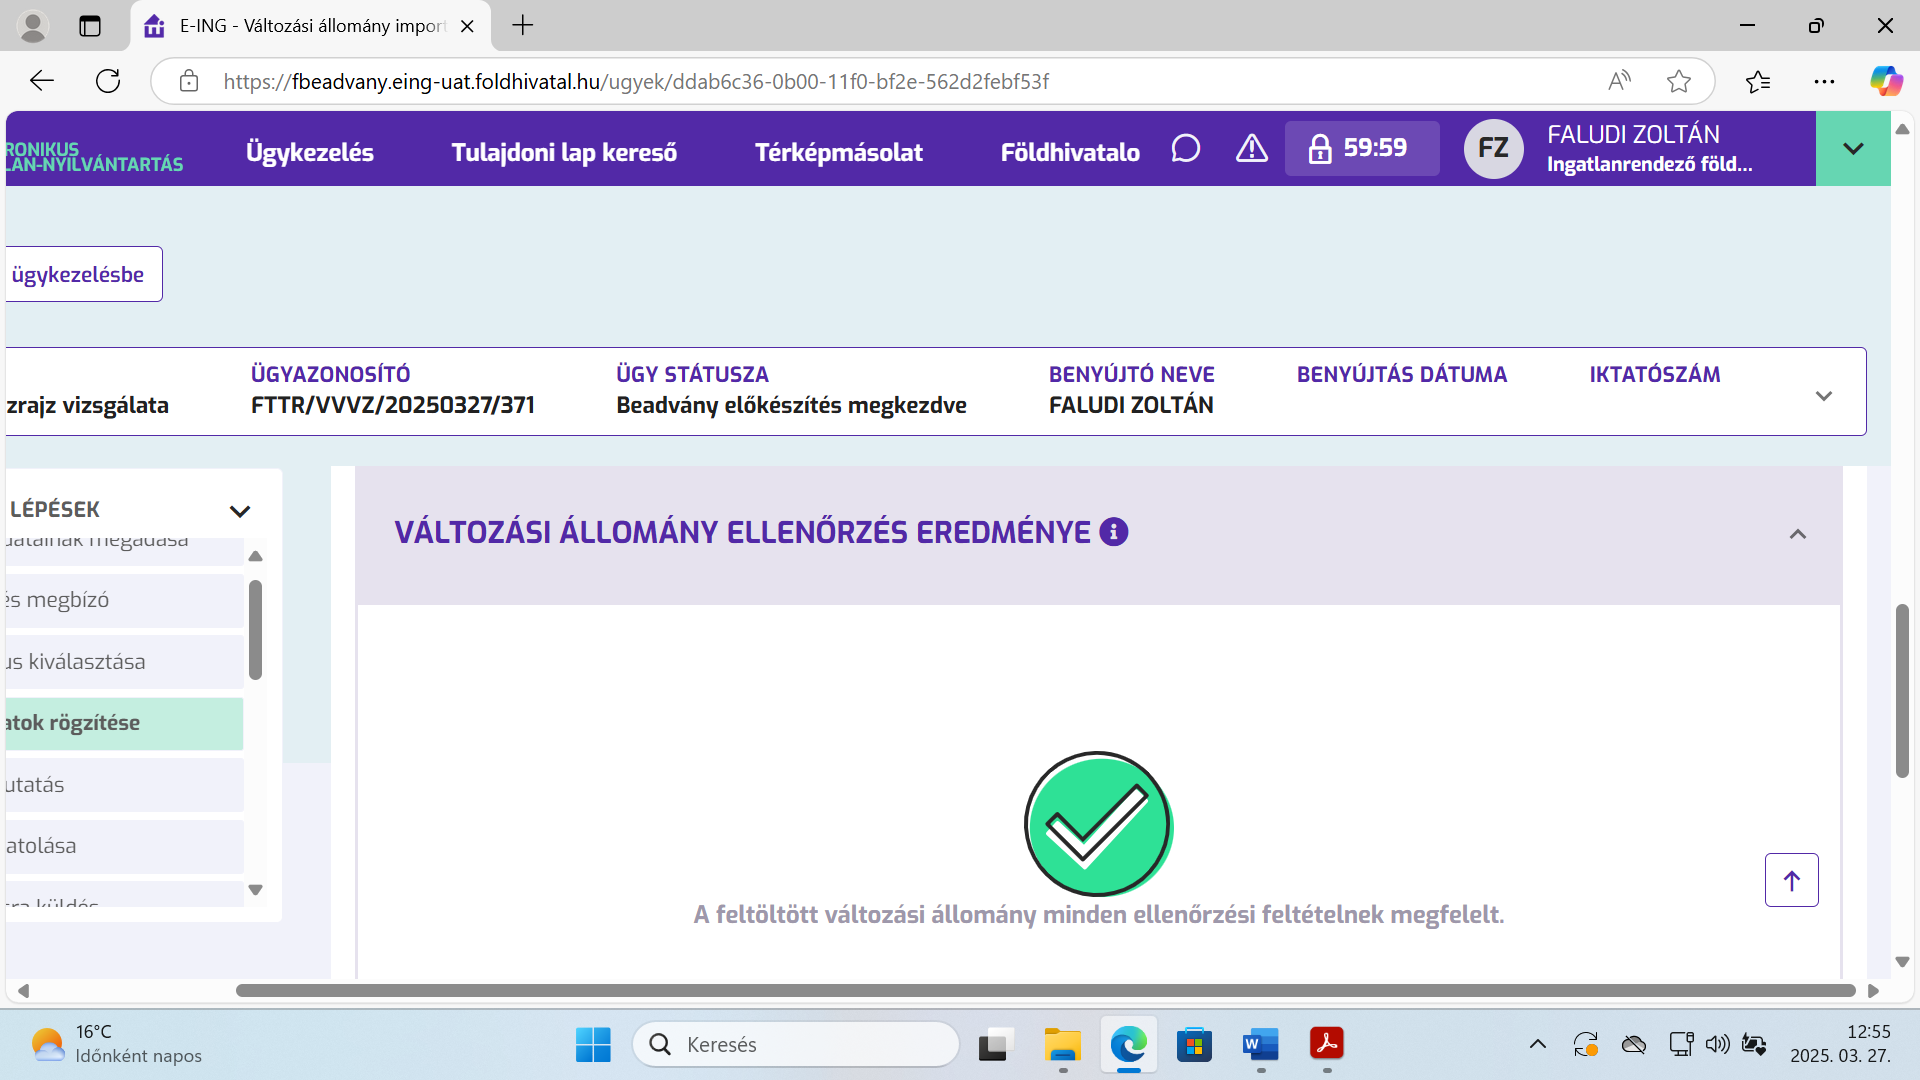 E-ING - Változási állomány import
https://fbeadvany.eing-uat.foldhivatal.hu/ugyek/ddab6c36-0b00-11f0-bf2e-562d2febf53f
RONIKUS
LAN-NYILVÁNTARTÁS
Ügykezelés
Tulajdoni lap kereső
Térképmásolat
Földhivatalo
59:59
FZ
FALUDI ZOLTÁN
Ingatlanrendező föld...
ügykezelésbe
zrajz vizsgálata
ÜGYAZONOSÍTÓ
FTTR/VVVZ/20250327/371
ÜGY STÁTUSZA
Beadvány előkészítés megkezdve
BENYÚJTÓ NEVE
FALUDI ZOLTÁN
BENYÚJTÁS DÁTUMA
IKTATÓSZÁM
LÉPÉSEK
datainak megadása
és megbízó
us kiválasztása
atok rögzítése
utatás
atolása
rra küldés
VÁLTOZÁSI ÁLLOMÁNY ELLENŐRZÉS EREDMÉNYE
A feltöltött változási állomány minden ellenőrzési feltételnek megfelelt.
16°C
Időnként napos
Keresés
12:55
2025. 03. 27.